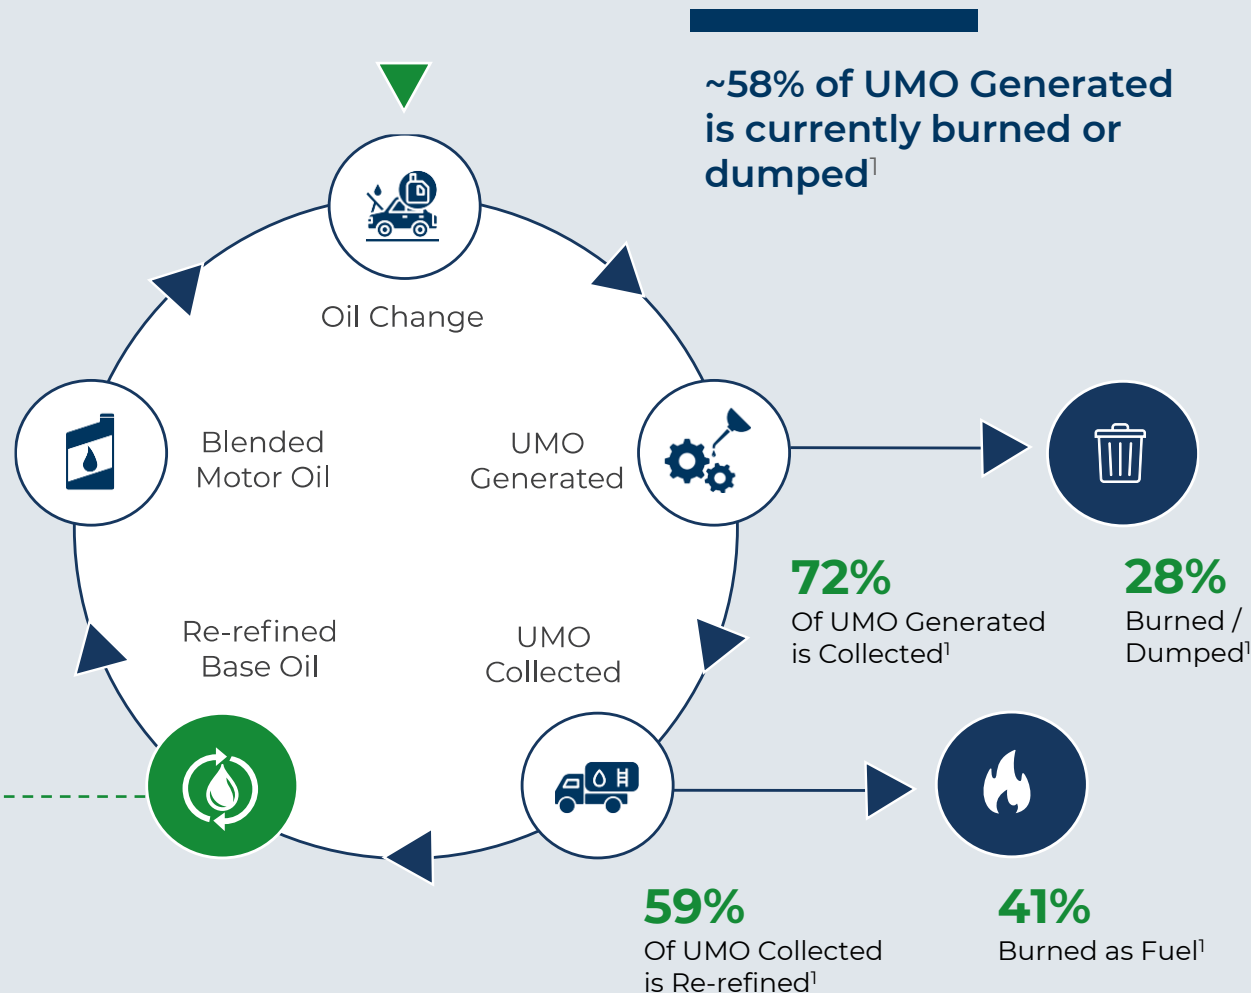 ~58% of UMO Generated
is currently burned or
dumped¹
Oil Change
Blended
Motor Oil
UMO
Generated
72%
Of UMO Generated
is Collected¹
28%
Burned /
Dumped¹
Re-refined
Base Oil
UMO
Collected
59%
Of UMO Collected
is Re-refined¹
41%
Burned as Fuel¹